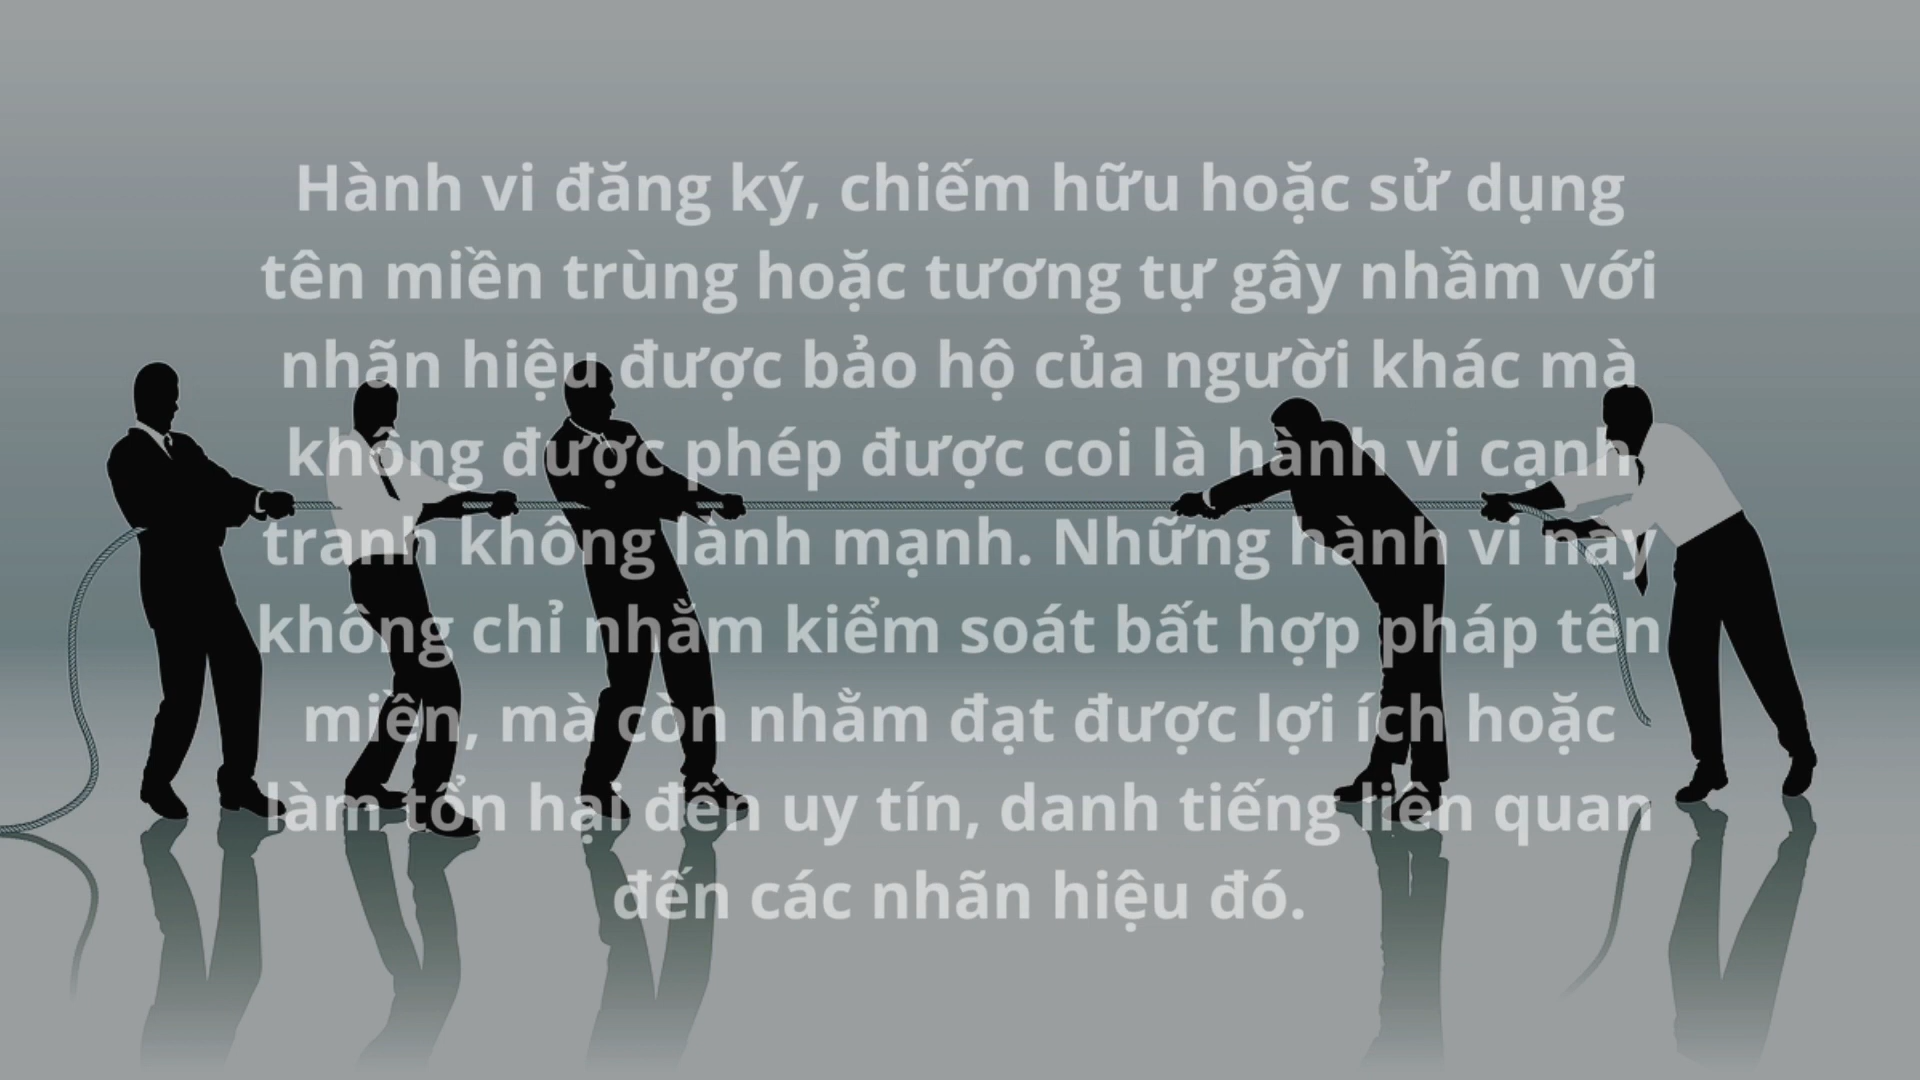 Hành vi đăng ký, chiếm hữu hoặc sử dụng
tên miền trùng hoặc tương tự gây nhầm với
nhãn hiệu được bảo hộ của người khác mà
không được phép được coi là hành vi cạnh
tranh không lành mạnh. Những hành vi này
không chỉ nhằm kiểm soát bất hợp pháp tên
miền, mà còn nhằm đạt được lợi ích hoặc
làm tổn hại đến uy tín, danh tiếng liên quan
đến các nhãn hiệu đó.